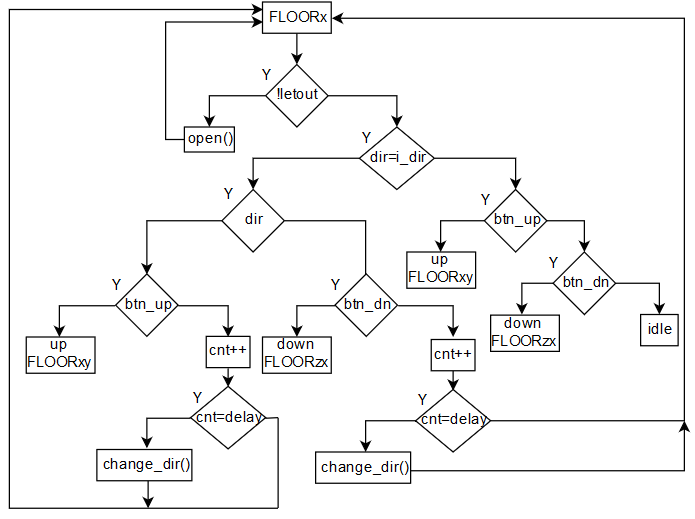 FLOORx
Y
!letout
open()
Y
dir=i_dir
Y
dir
Y
btn_up
up
FLOORxy
Y
btn_dn
down
FLOORzx
idle
Y
btn_up
up
FLOORxy
cnt++
Y
cnt=delay
change_dir()
Y
btn_dn
down
FLOORzx
cnt++
Y
cnt=delay
change_dir()